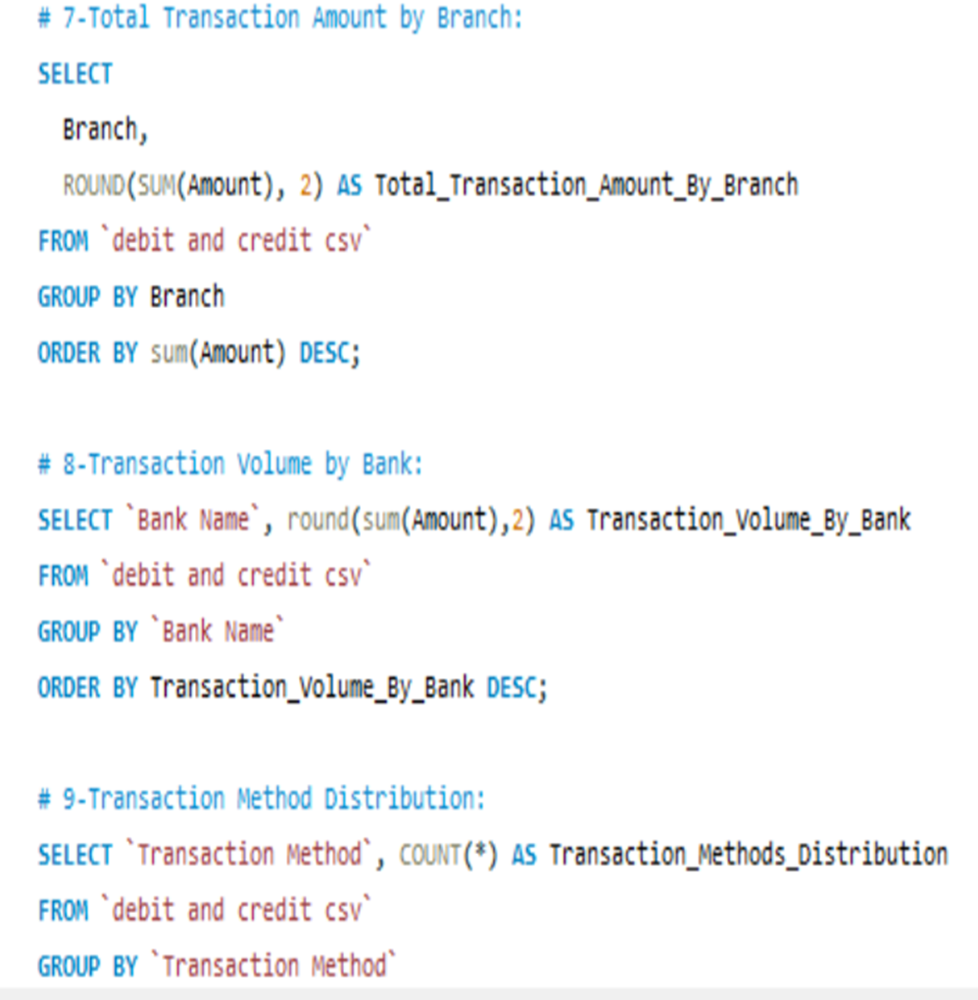 # 7-Total Transaction Amount by Branch:
SELECT
Branch,
ROUND(SUM(Amount), 2) AS Total_Transaction_Amount_By_Branch
FROM `debit and credit csv`
GROUP BY Branch
ORDER BY sum(Amount) DESC;
# 8-Transaction Volume by Bank:
SELECT `Bank Name`, round(sum(Amount),2) AS Transaction_Volume_By_Bank
FROM `debit and credit csv`
GROUP BY `Bank Name`
ORDER BY Transaction_Volume_By_Bank DESC;
# 9-Transaction Method Distribution:
SELECT `Transaction Method`, COUNT(*) AS Transaction_Methods_Distribution
FROM `debit and credit csv`
GROUP BY `Transaction Method`